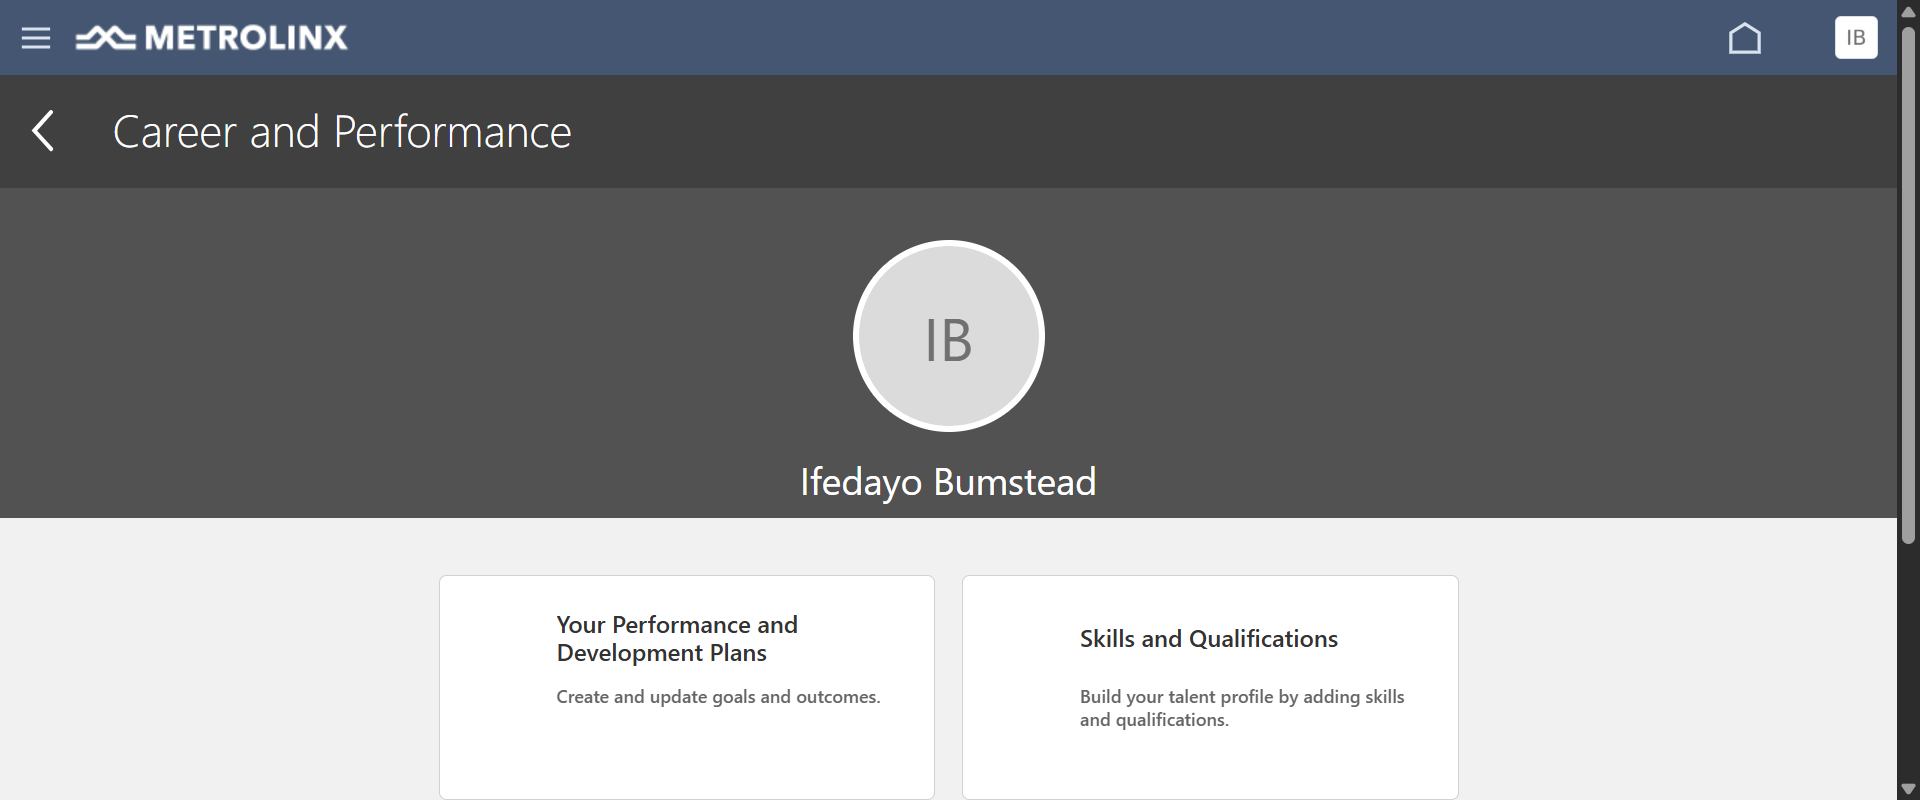 METROLINX
IB
Career and Performance
IB
Ifedayo Bumstead
Your Performance and
Development Plans
Create and update goals and outcomes.
Skills and Qualifications
Build your talent profile by adding skills
and qualifications.